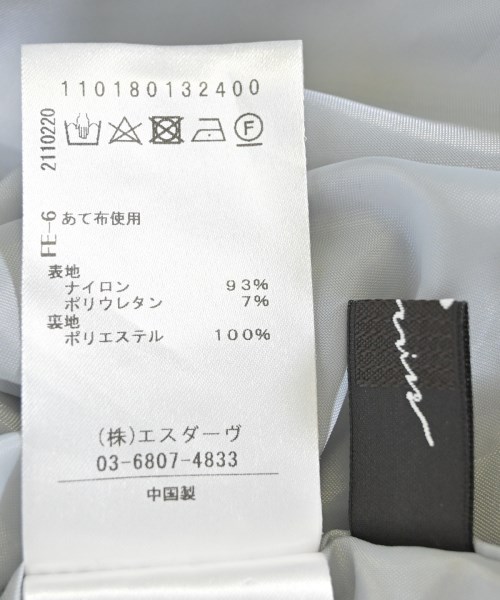 110180132400
2110220
FE-6
あて布使用
表地
ナイロン 93%
ポリウレタン 7%
裏地
ポリエステル 100%
(株)エスダーヴ
03-6807-4833
中国製
F